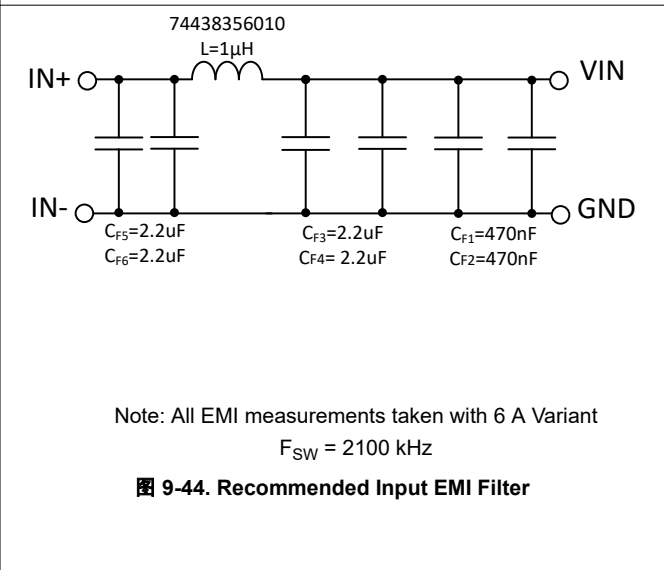 74438356010
L=1µH
IN+
VIN
IN-
GND
CF5=2.2uF
CF6=2.2uF
CF3=2.2uF
CF4= 2.2uF
CF1=470nF
CF2=470nF
Note: All EMI measurements taken with 6 A Variant
FSW = 2100 kHz
图 9-44. Recommended Input EMI Filter